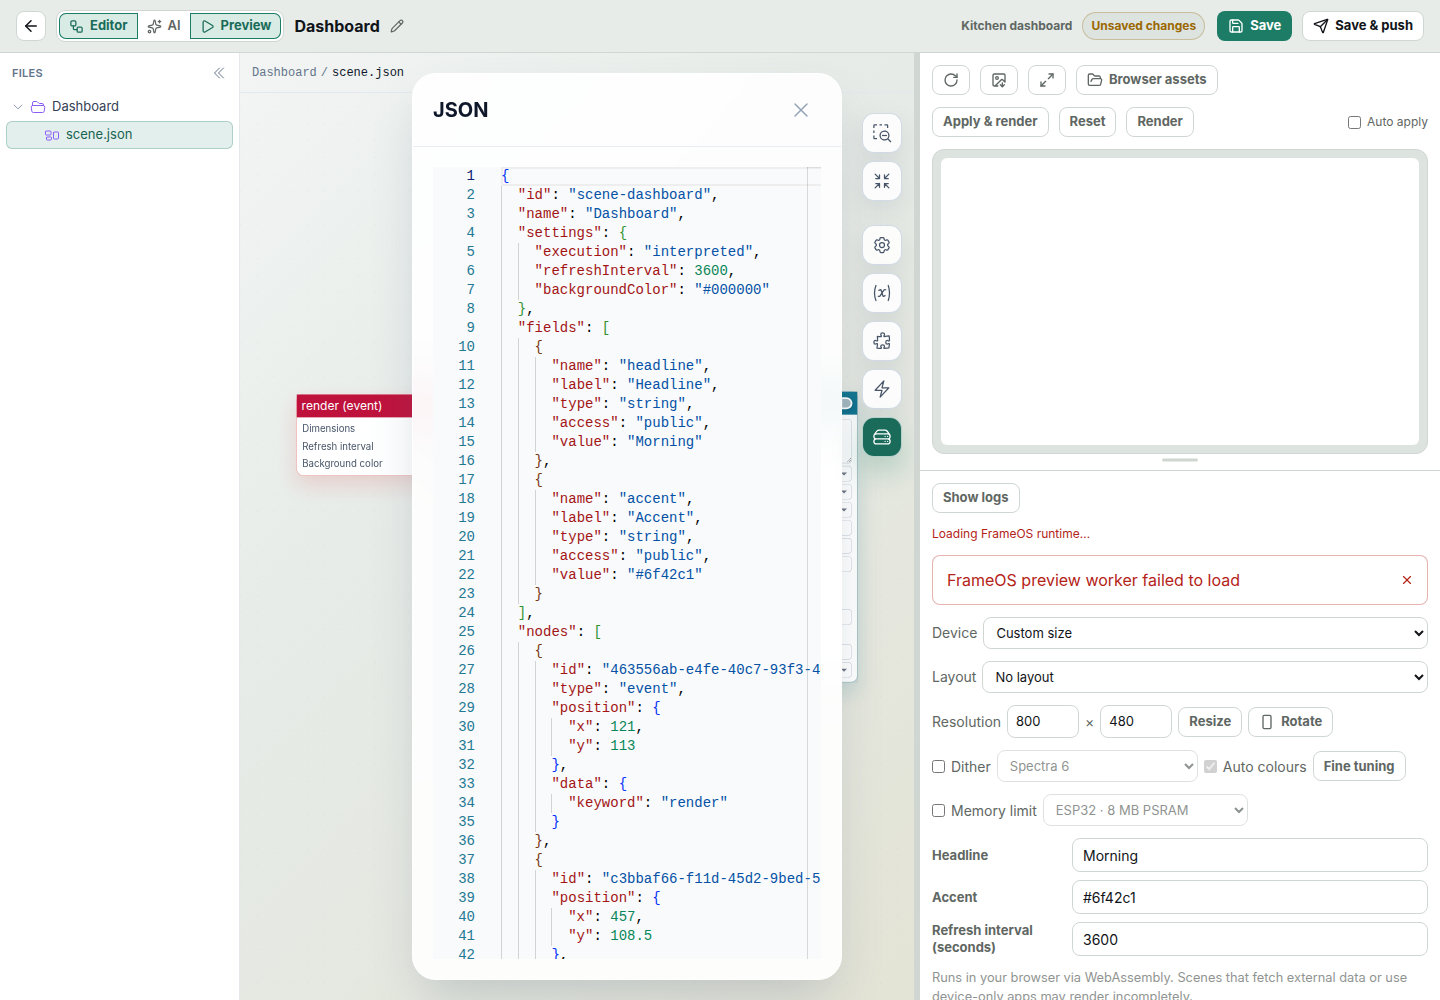 Editor
AI
Preview
Dashboard
Kitchen dashboard
Unsaved changes
Save
Save & push
FILES
Dashboard
scene.json
Dashboard / scene.json
render (event)
Dimensions
Refresh interval
Background color
JSON
1 {
2 "id": "scene-dashboard",
3 "name": "Dashboard",
4 "settings": {
5 "execution": "interpreted",
6 "refreshInterval": 3600,
7 "backgroundColor": "#000000"
8 },
9 "fields": [
10 {
11 "name": "headline",
12 "label": "Headline",
13 "type": "string",
14 "access": "public",
15 "value": "Morning"
16 },
17 {
18 "name": "accent",
19 "label": "Accent",
20 "type": "string",
21 "access": "public",
22 "value": "#6f42c1"
23 }
24 ],
25 "nodes": [
26 {
27 "id": "463556ab-e4fe-40c7-93f3-4
28 "type": "event",
29 "position": {
30 "x": 121,
31 "y": 113
32 },
33 "data": {
34 "keyword": "render"
35 }
36 },
37 {
38 "id": "c3bbaf66-f11d-45d2-9bed-5
39 "position": {
40 "x": 457,
41 "y": 108.5
42 },
(x)
Browser assets
Apply & render
Reset
Render
Auto apply
Show logs
Loading FrameOS runtime...
FrameOS preview worker failed to load
Device Custom size
Layout No layout
Resolution 800 × 480 Resize Rotate
Dither Spectra 6 Auto colours Fine tuning
Memory limit ESP32 · 8 MB PSRAM
Headline Morning
Accent #6f42c1
Refresh interval (seconds) 3600
Runs in your browser via WebAssembly. Scenes that fetch external data or use
device-only apps may render incompletely.